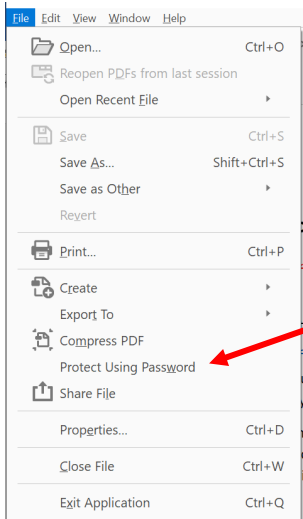 File Edit View Window Help
Open... Ctrl+O
Reopen PDFs from last session
Open Recent File
Save Ctrl+S
Save As... Shift+Ctrl+S
Save as Other
Revert
Print... Ctrl+P
Create
Export To
Compress PDF
Protect Using Password
Share File
Properties... Ctrl+D
Close File Ctrl+W
Exit Application Ctrl+Q